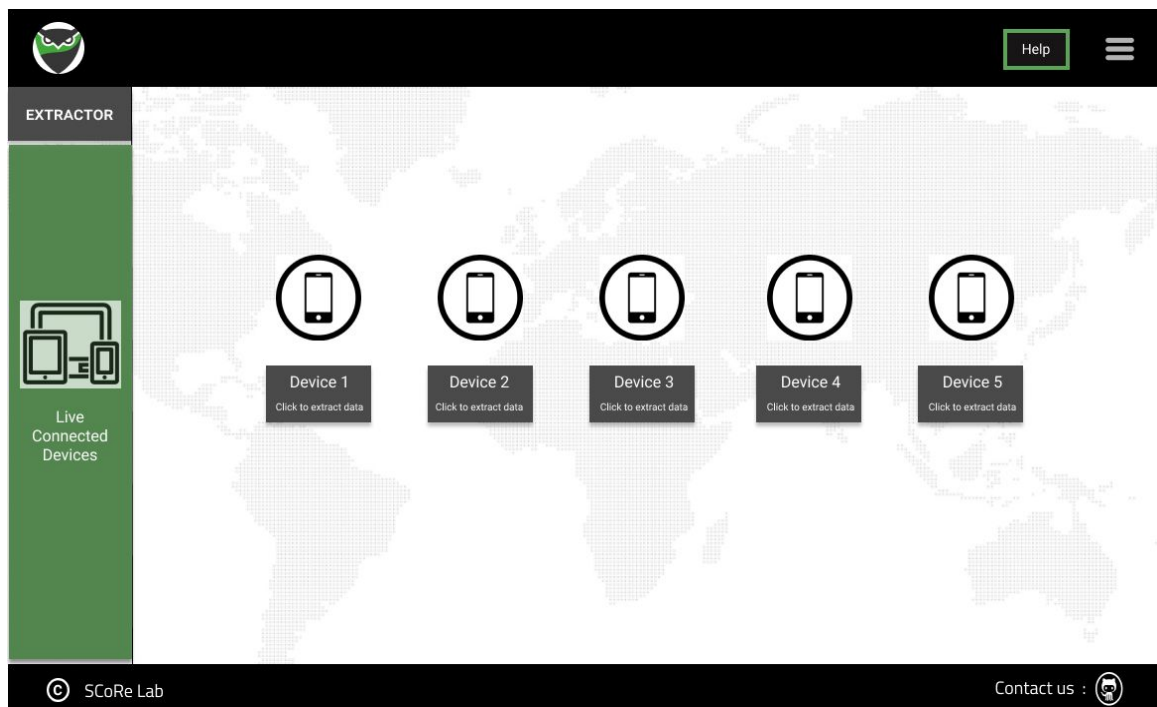 Help
EXTRACTOR
Live
Connected
Devices
Device 1
Click to extract data
Device 2
Click to extract data
Device 3
Click to extract data
Device 4
Click to extract data
Device 5
Click to extract data
© SCoRe Lab
Contact us :